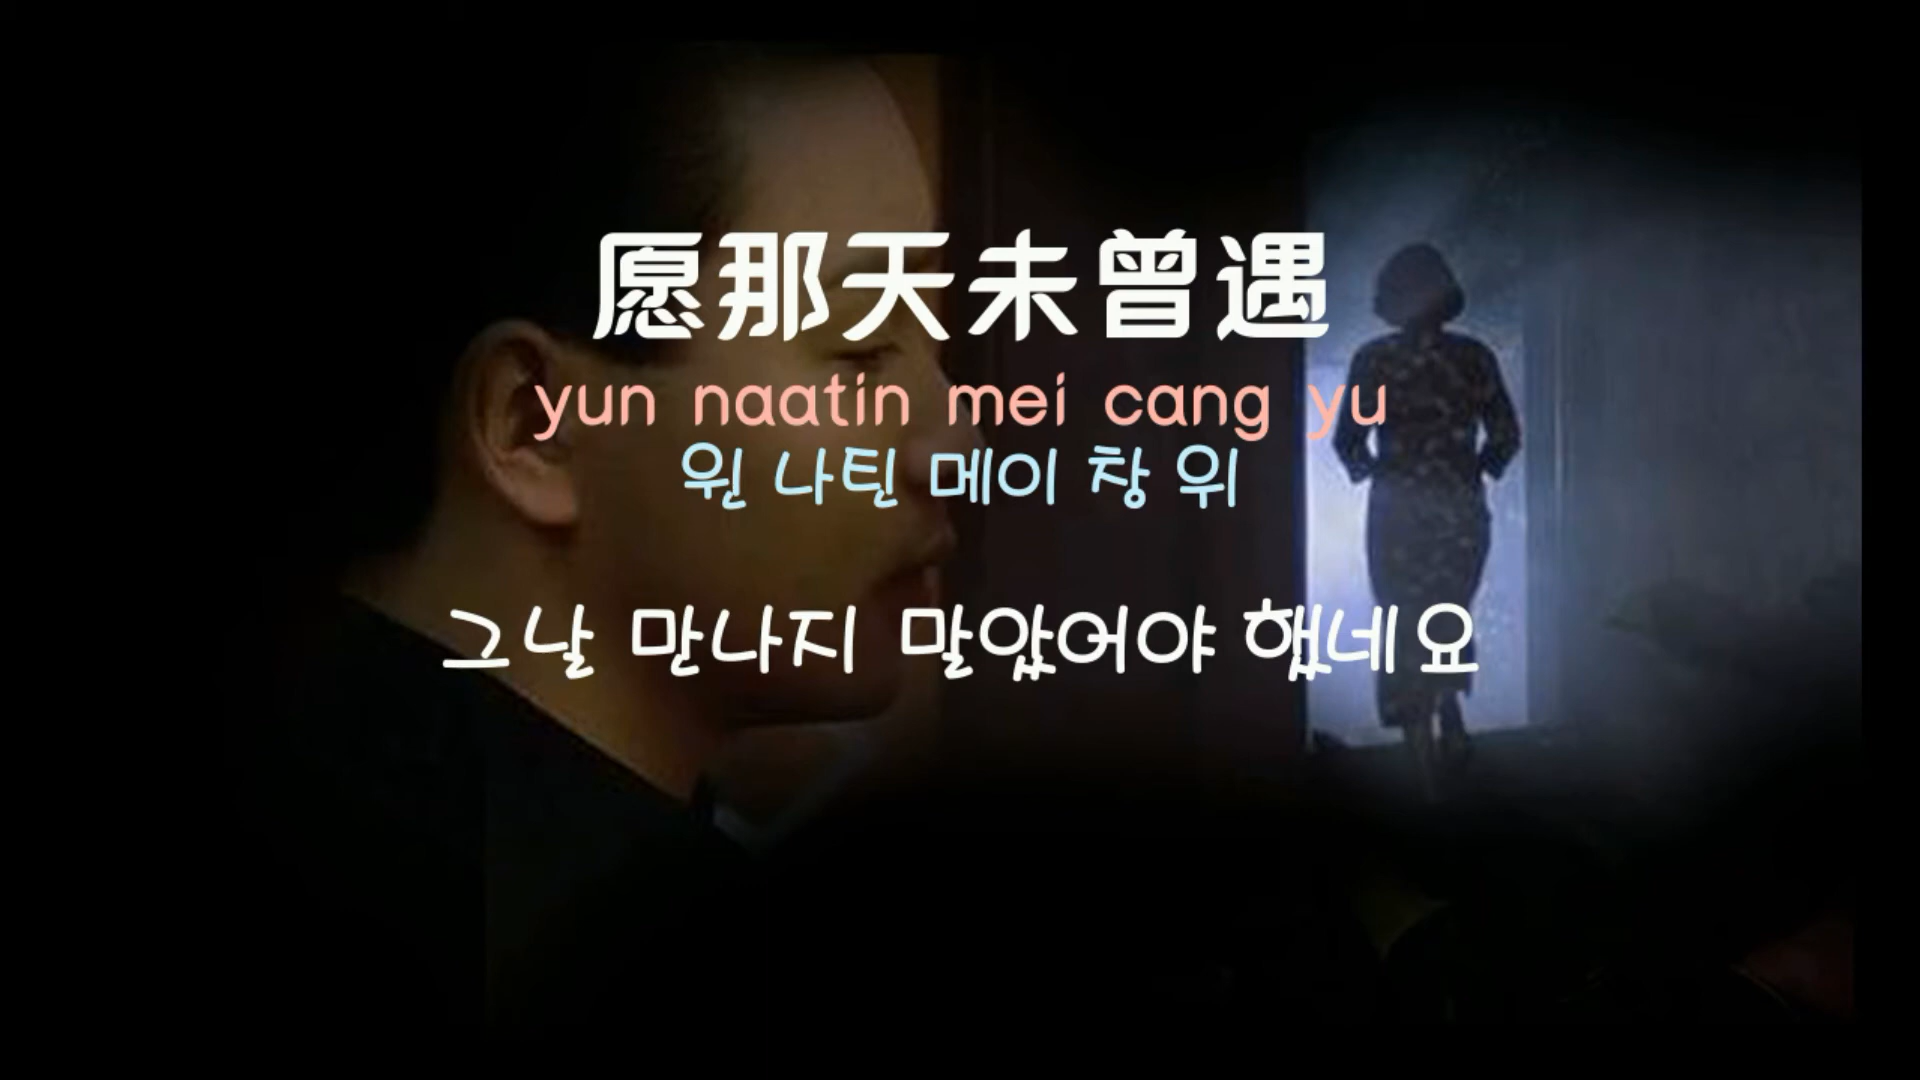 愿那天未曾遇
yun naatin mei cang yu
윈 나틴 메이 창 위
그날 만나지 말았어야 했네요